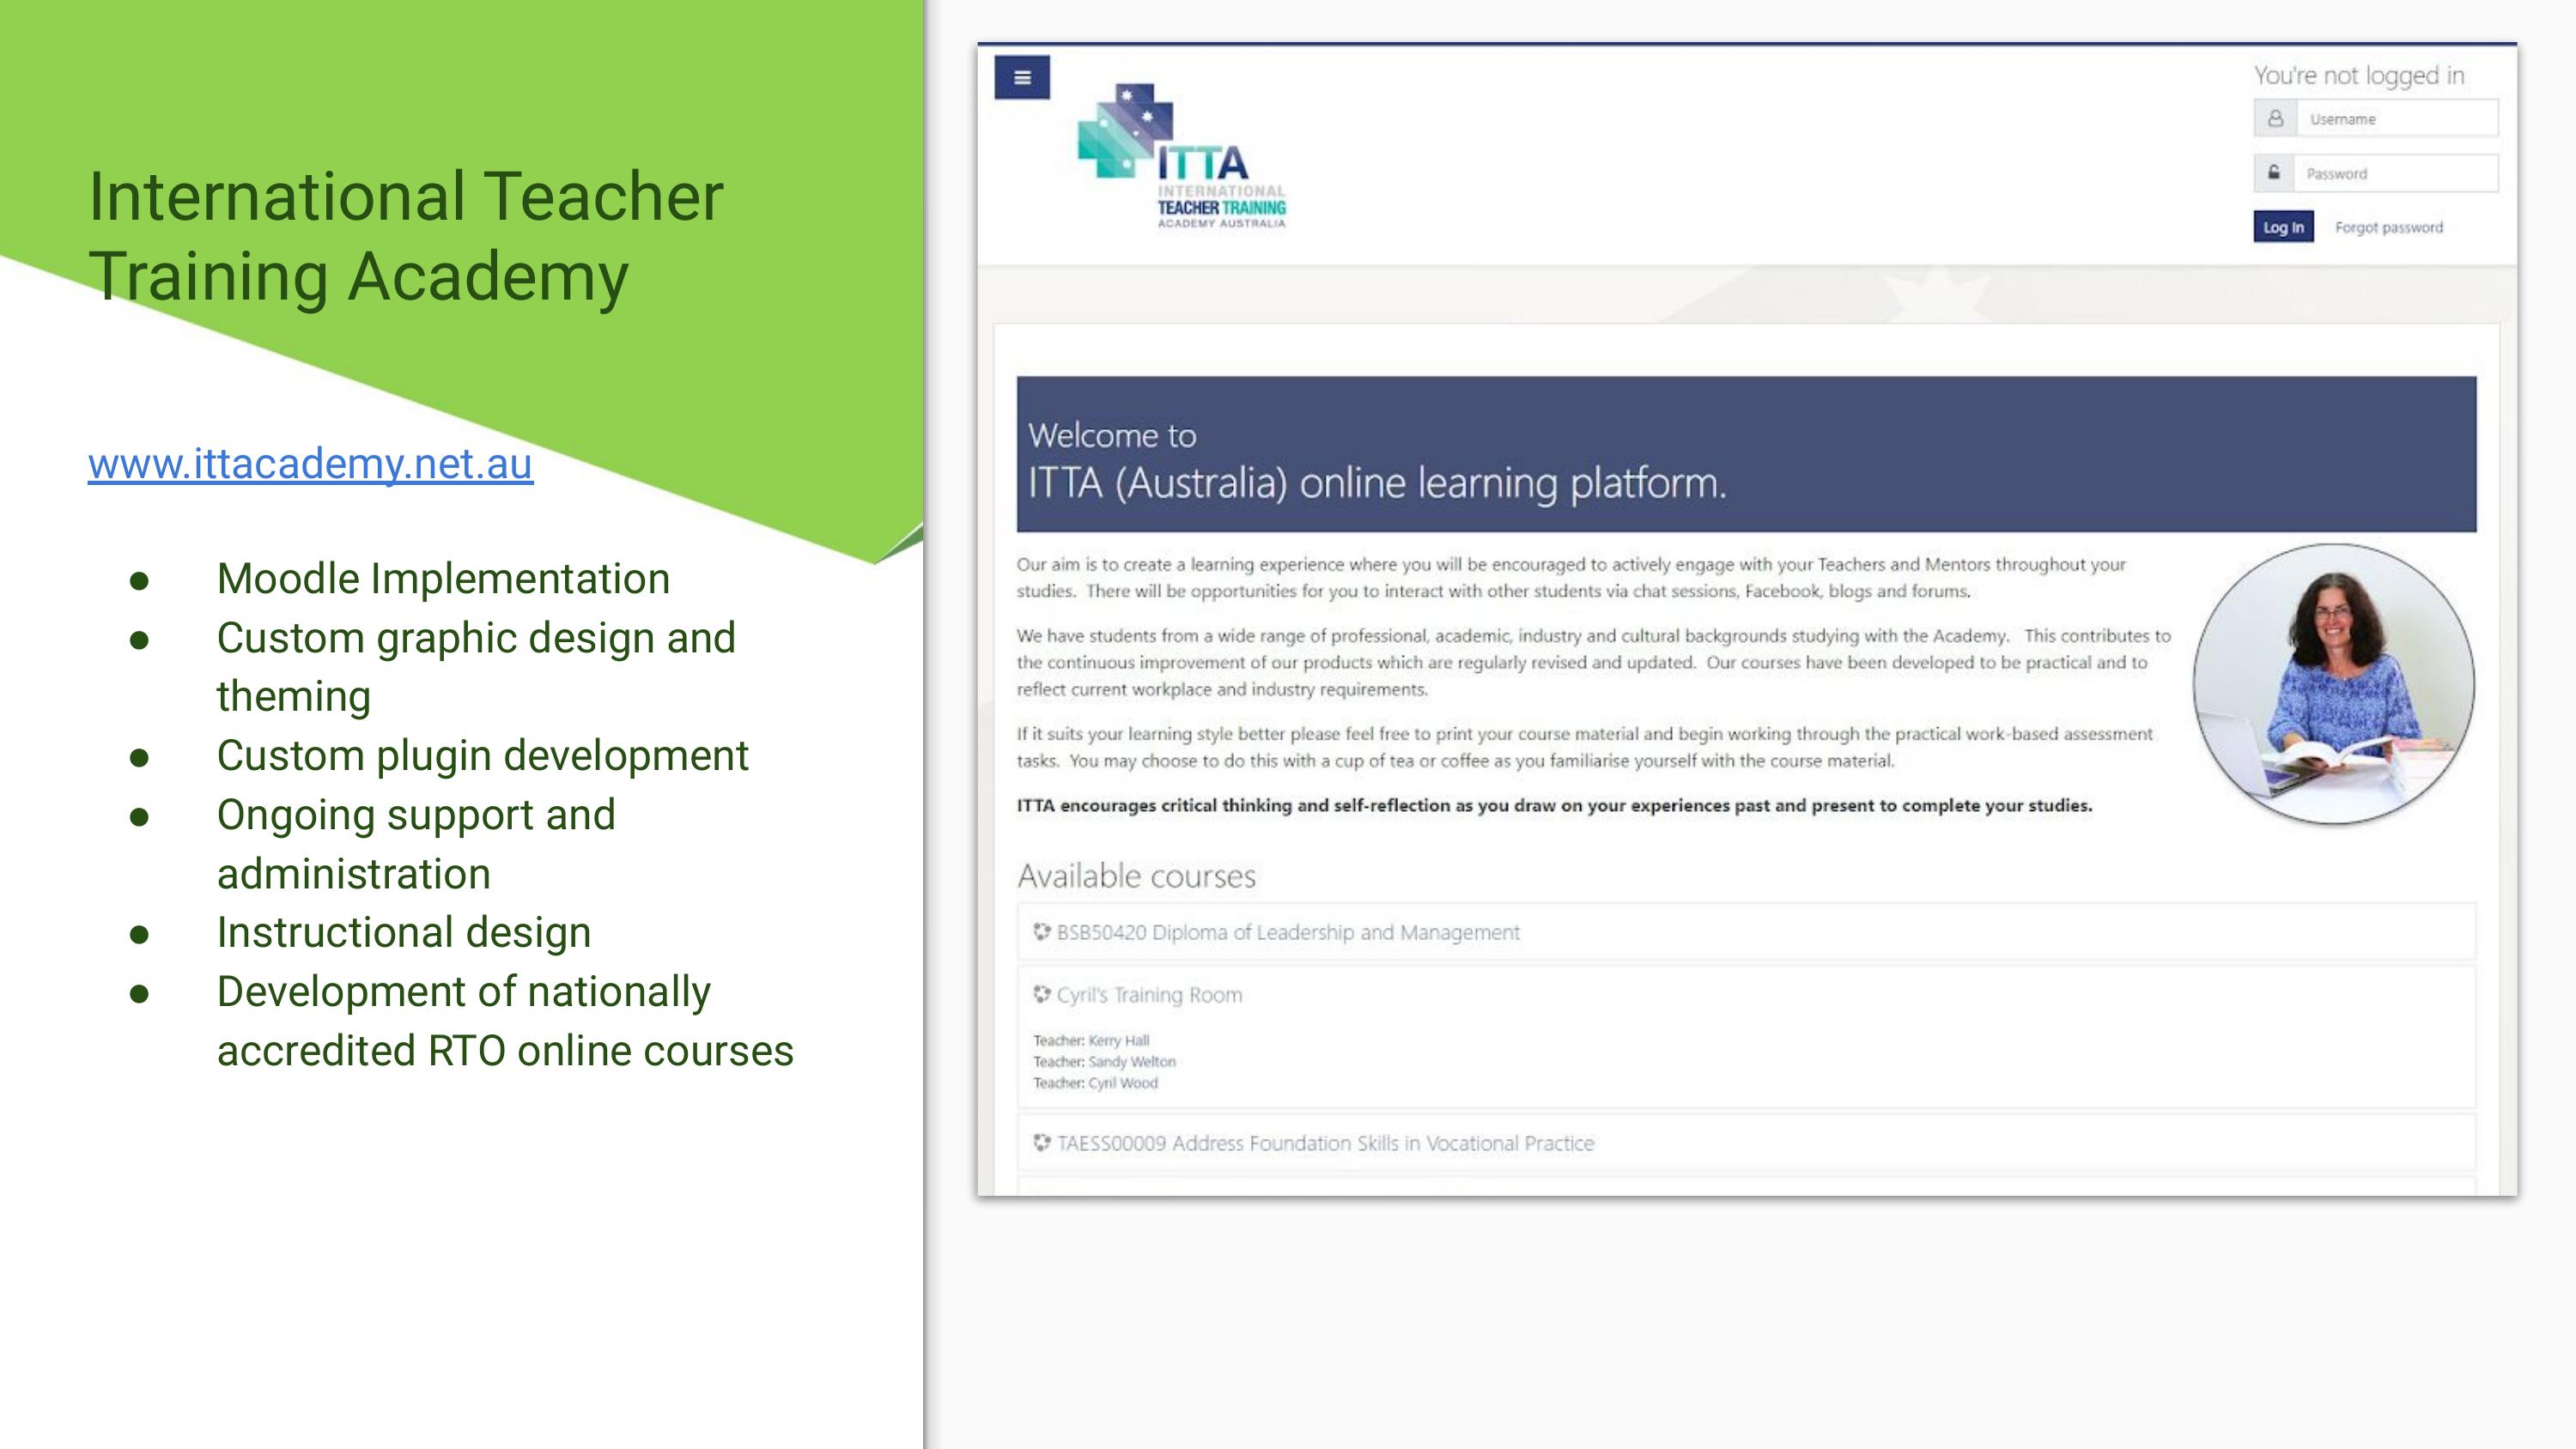 International Teacher
Training Academy
www.ittacademy.net.au
● Moodle Implementation
● Custom graphic design and
theming
● Custom plugin development
● Ongoing support and
administration
● Instructional design
● Development of nationally
accredited RTO online courses
ITTA
INTERNATIONAL
TEACHER TRAINING
ACADEMY AUSTRALIA
You're not logged in
Username
Password
Log In Forgot password
Welcome to
ITTA (Australia) online learning platform.
Our aim is to create a learning experience where you will be encouraged to actively engage with your Teachers and Mentors throughout your
studies. There will be opportunities for you to interact with other students via chat sessions, Facebook, blogs and forums.
We have students from a wide range of professional, academic, industry and cultural backgrounds studying with the Academy. This contributes to
the continuous improvement of our products which are regularly revised and updated. Our courses have been developed to be practical and to
reflect current workplace and industry requirements.
If it suits your learning style better please feel free to print your course material and begin working through the practical work-based assessment
tasks. You may choose to do this with a cup of tea or coffee as you familiarise yourself with the course material.
ITTA encourages critical thinking and self-reflection as you draw on your experiences past and present to complete your studies.
Available courses
BSB50420 Diploma of Leadership and Management
Cyril's Training Room
Teacher: Kerry Hall
Teacher: Sandy Welton
Teacher: Cyril Wood
TAESS00009 Address Foundation Skills in Vocational Practice